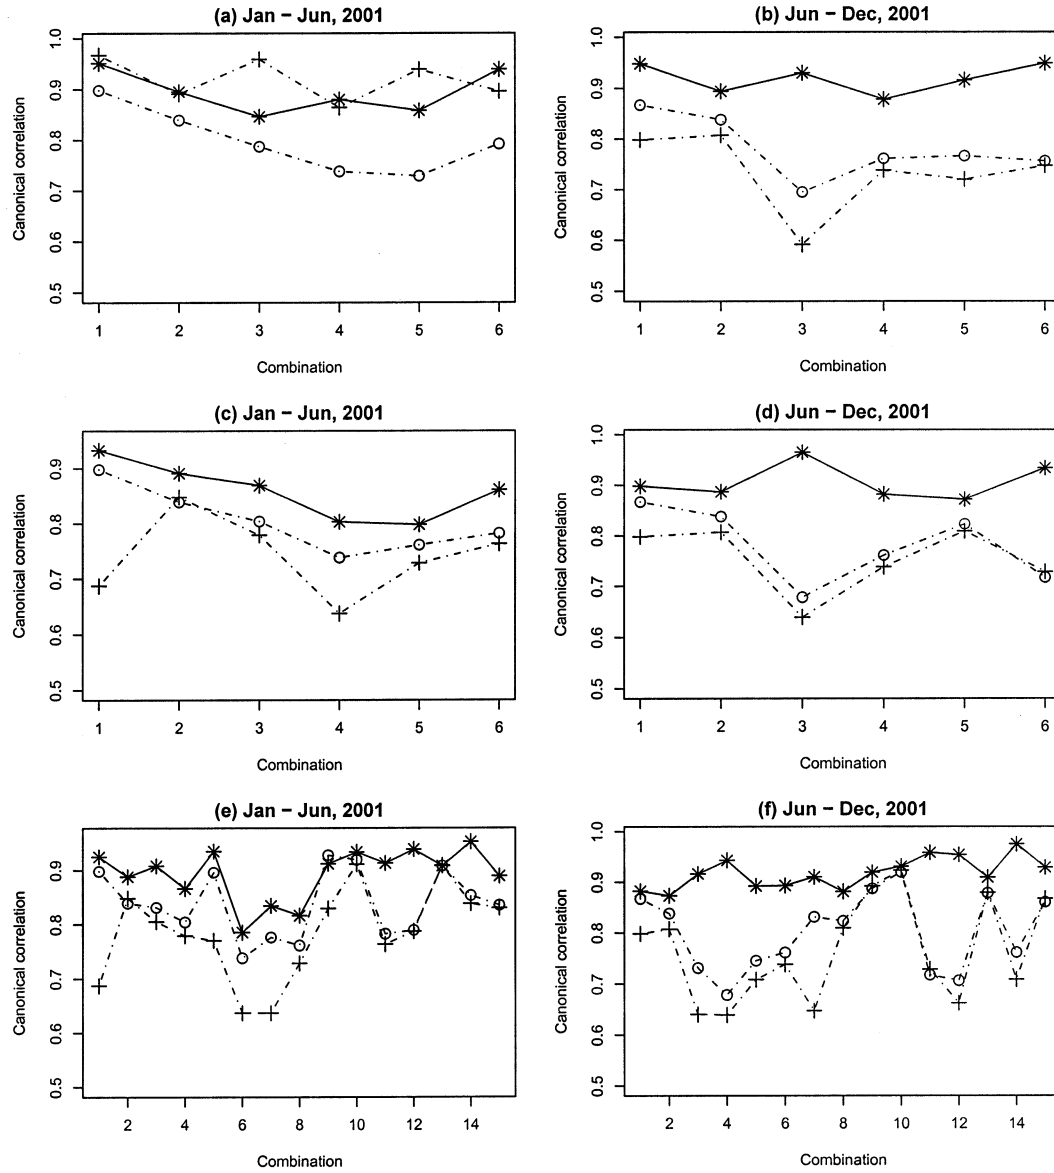 (a) Jan − Jun, 2001
Canonical correlation
1.0
0.9
0.8
0.7
0.6
0.5
1 2 3 4 5 6
Combination
(b) Jun − Dec, 2001
Canonical correlation
1.0
0.9
0.8
0.7
0.6
0.5
1 2 3 4 5 6
Combination
(c) Jan − Jun, 2001
Canonical correlation
0.9
0.8
0.7
0.6
0.5
1 2 3 4 5 6
Combination
(d) Jun − Dec, 2001
Canonical correlation
1.0
0.9
0.8
0.7
0.6
0.5
1 2 3 4 5 6
Combination
(e) Jan − Jun, 2001
Canonical correlation
0.9
0.8
0.7
0.6
0.5
2 4 6 8 10 12 14
Combination
(f) Jun − Dec, 2001
Canonical correlation
1.0
0.9
0.8
0.7
0.6
0.5
2 4 6 8 10 12 14
Combination